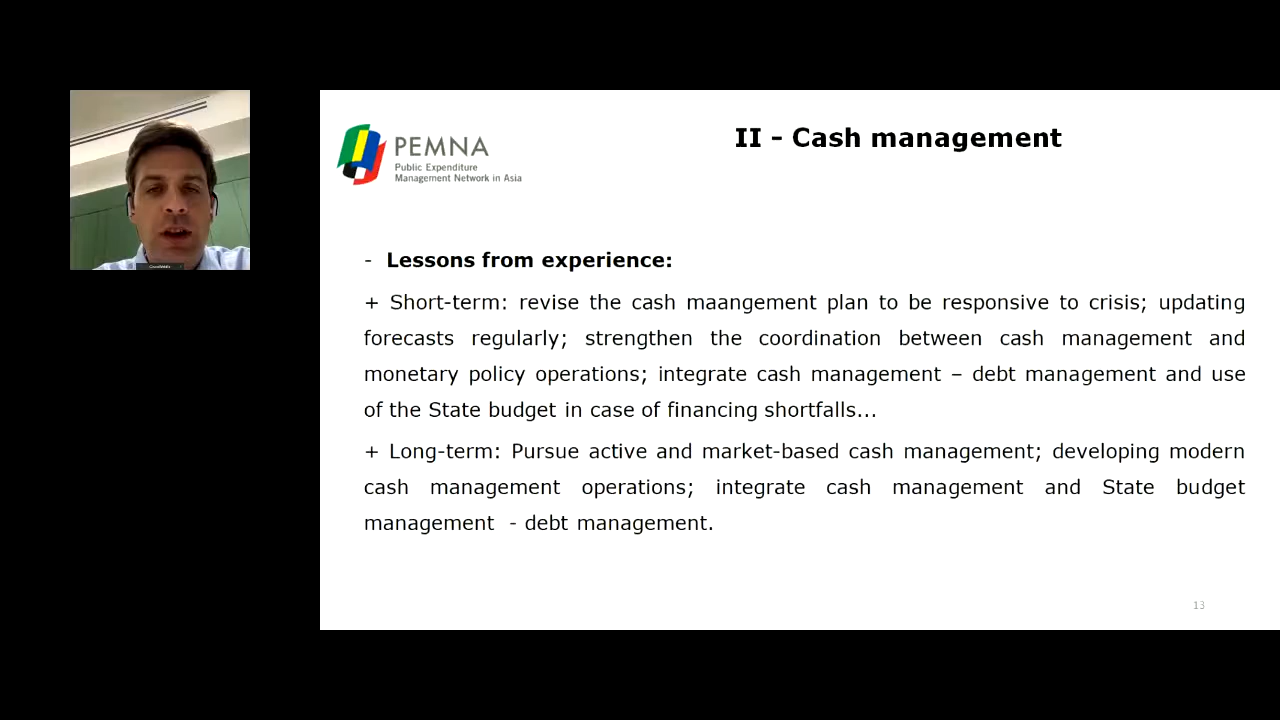 PEMNA
Public Expenditure
Management Network in Asia
II - Cash management
- Lessons from experience:
+ Short-term: revise the cash maangement plan to be responsive to crisis; updating
forecasts regularly; strengthen the coordination between cash management and
monetary policy operations; integrate cash management – debt management and use
of the State budget in case of financing shortfalls...
+ Long-term: Pursue active and market-based cash management; developing modern
cash management operations; integrate cash management and State budget
management - debt management.
13